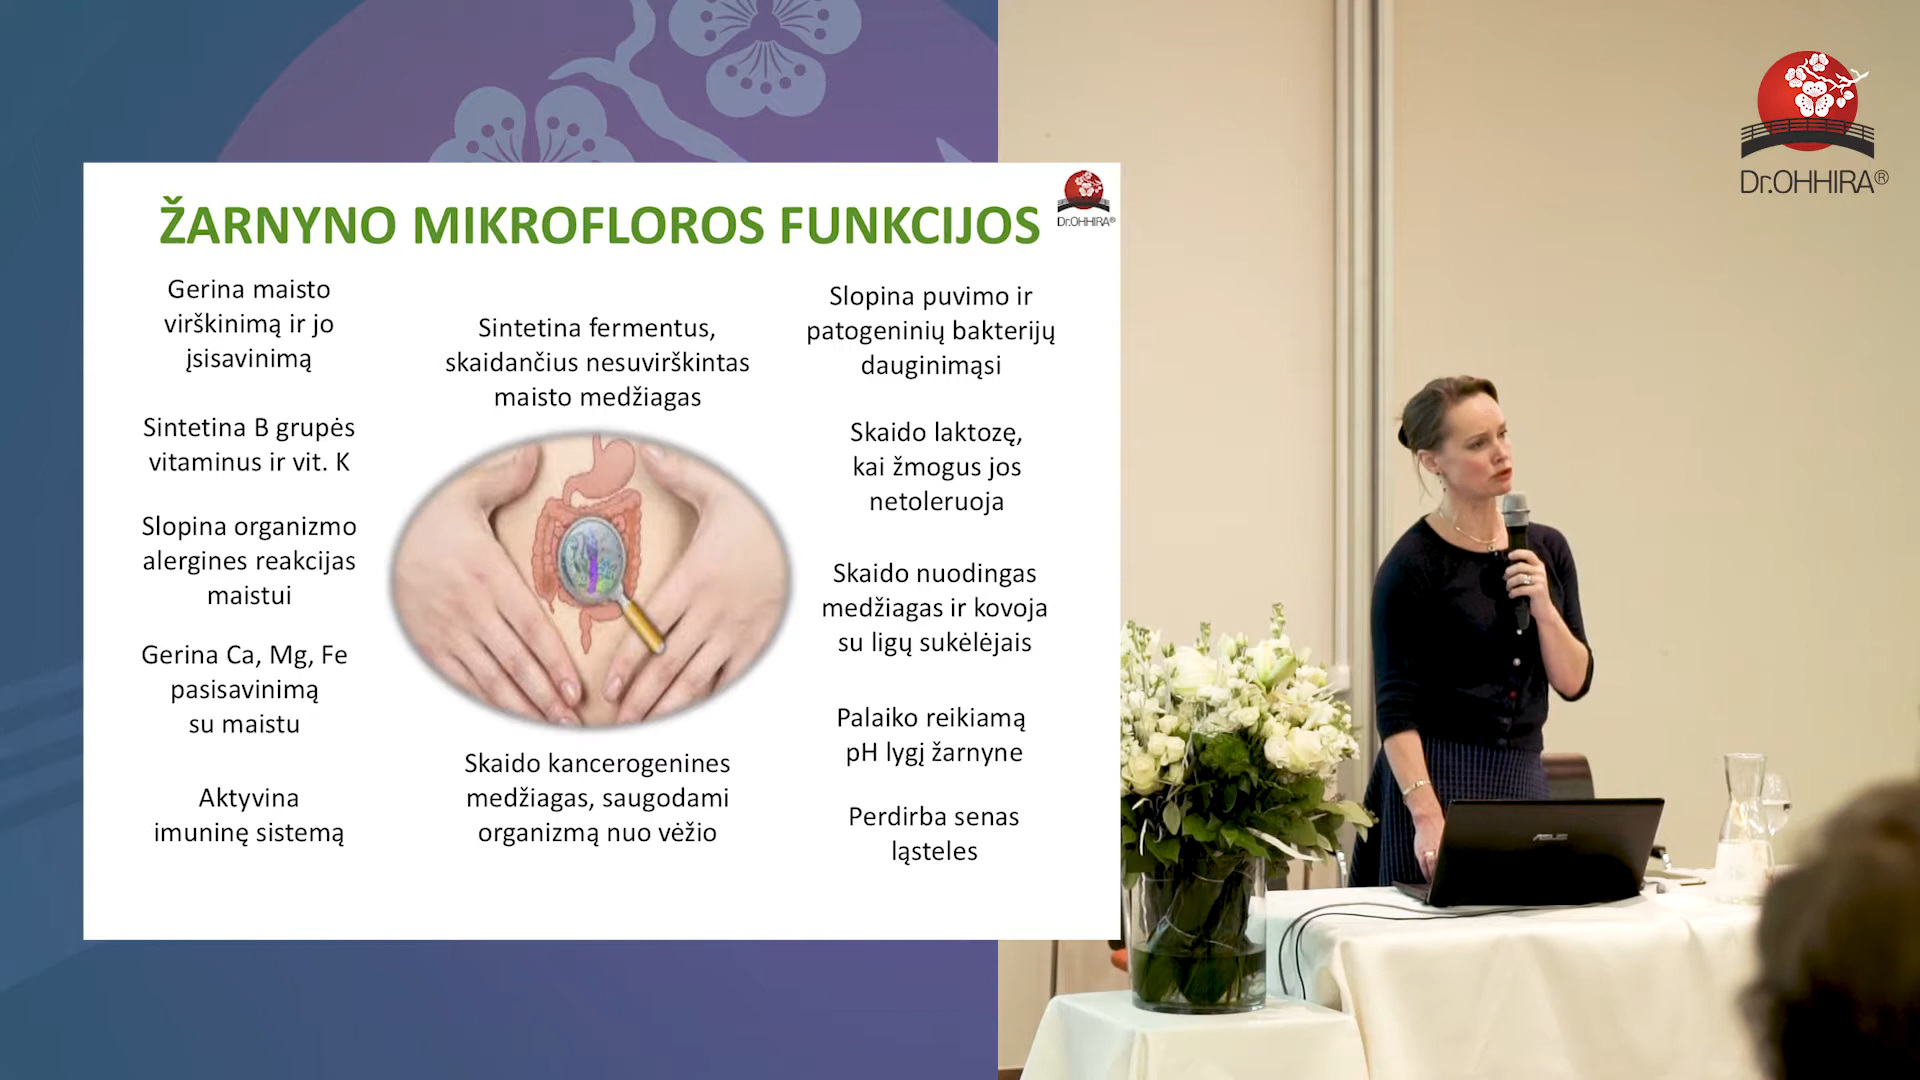 ŽARNYNO MIKROFLOROS FUNKCIJOS
Dr.OHHIRA®
Gerina maisto
virškinimą ir jo
įsisavinimą
Sintetina B grupės
vitaminus ir vit. K
Slopina organizmo
alergines reakcijas
maistui
Gerina Ca, Mg, Fe
pasisavinimą
su maistu
Aktyvina
imuninę sistemą
Sintetina fermentus,
skaidančius nesuvirškintas
maisto medžiagas
Skaido kancerogenines
medžiagas, saugodami
organizmą nuo vėžio
Slopina puvimo ir
patogeninių bakterijų
dauginimąsi
Skaido laktozę,
kai žmogus jos
netoleruoja
Skaido nuodingas
medžiagas ir kovoja
su ligų sukėlėjais
Palaiko reikiamą
pH lygį žarnyne
Perdirba senas
ląsteles
Dr.OHHIRA®
ASUS